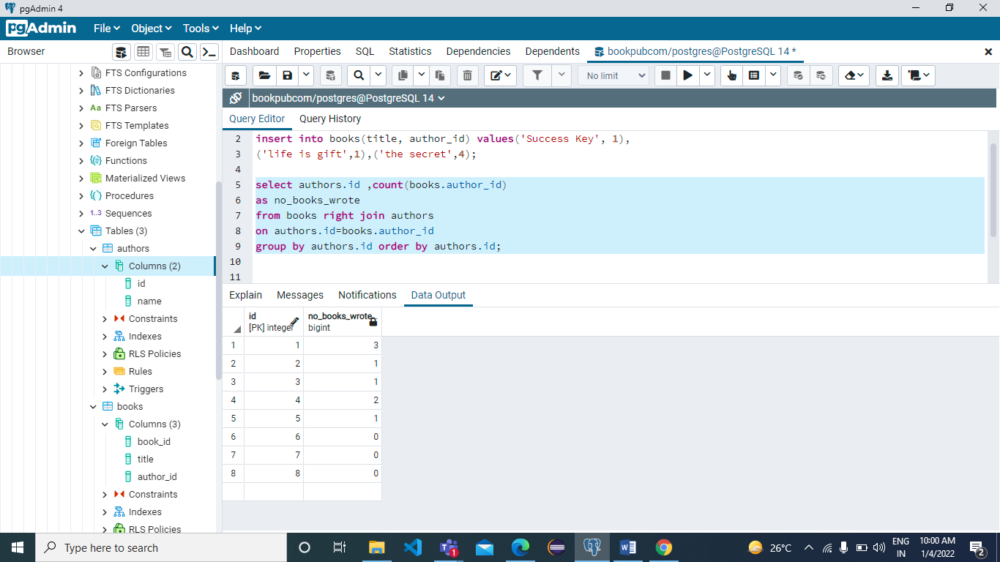 pgAdmin 4
pgAdmin File Object Tools Help
Browser
Dashboard Properties SQL Statistics Dependencies Dependents bookpubcom/postgres@PostgreSQL 14 *
FTS Configurations
FTS Dictionaries
Aa FTS Parsers
FTS Templates
Foreign Tables
Functions
Materialized Views
Procedures
1..3 Sequences
Tables (3)
authors
Columns (2)
id
name
Constraints
Indexes
RLS Policies
Rules
Triggers
books
Columns (3)
book_id
title
author_id
Constraints
Indexes
RLS Policies
No limit
bookpubcom/postgres@PostgreSQL 14
Query Editor Query History
2 insert into books(title, author_id) values('Success Key', 1),
3 ('life is gift',1),('the secret',4);
4
5 select authors.id ,count(books.author_id)
6 as no_books_wrote
7 from books right join authors
8 on authors.id=books.author_id
9 group by authors.id order by authors.id;
10
11
Explain Messages Notifications Data Output
id no_books_wrote
[PK] integer bigint
1 1 3
2 2 1
3 3 1
4 4 2
5 5 1
6 6 0
7 7 0
8 8 0
Type here to search
1
26°C
ENG
IN
10:00 AM
1/4/2022
2